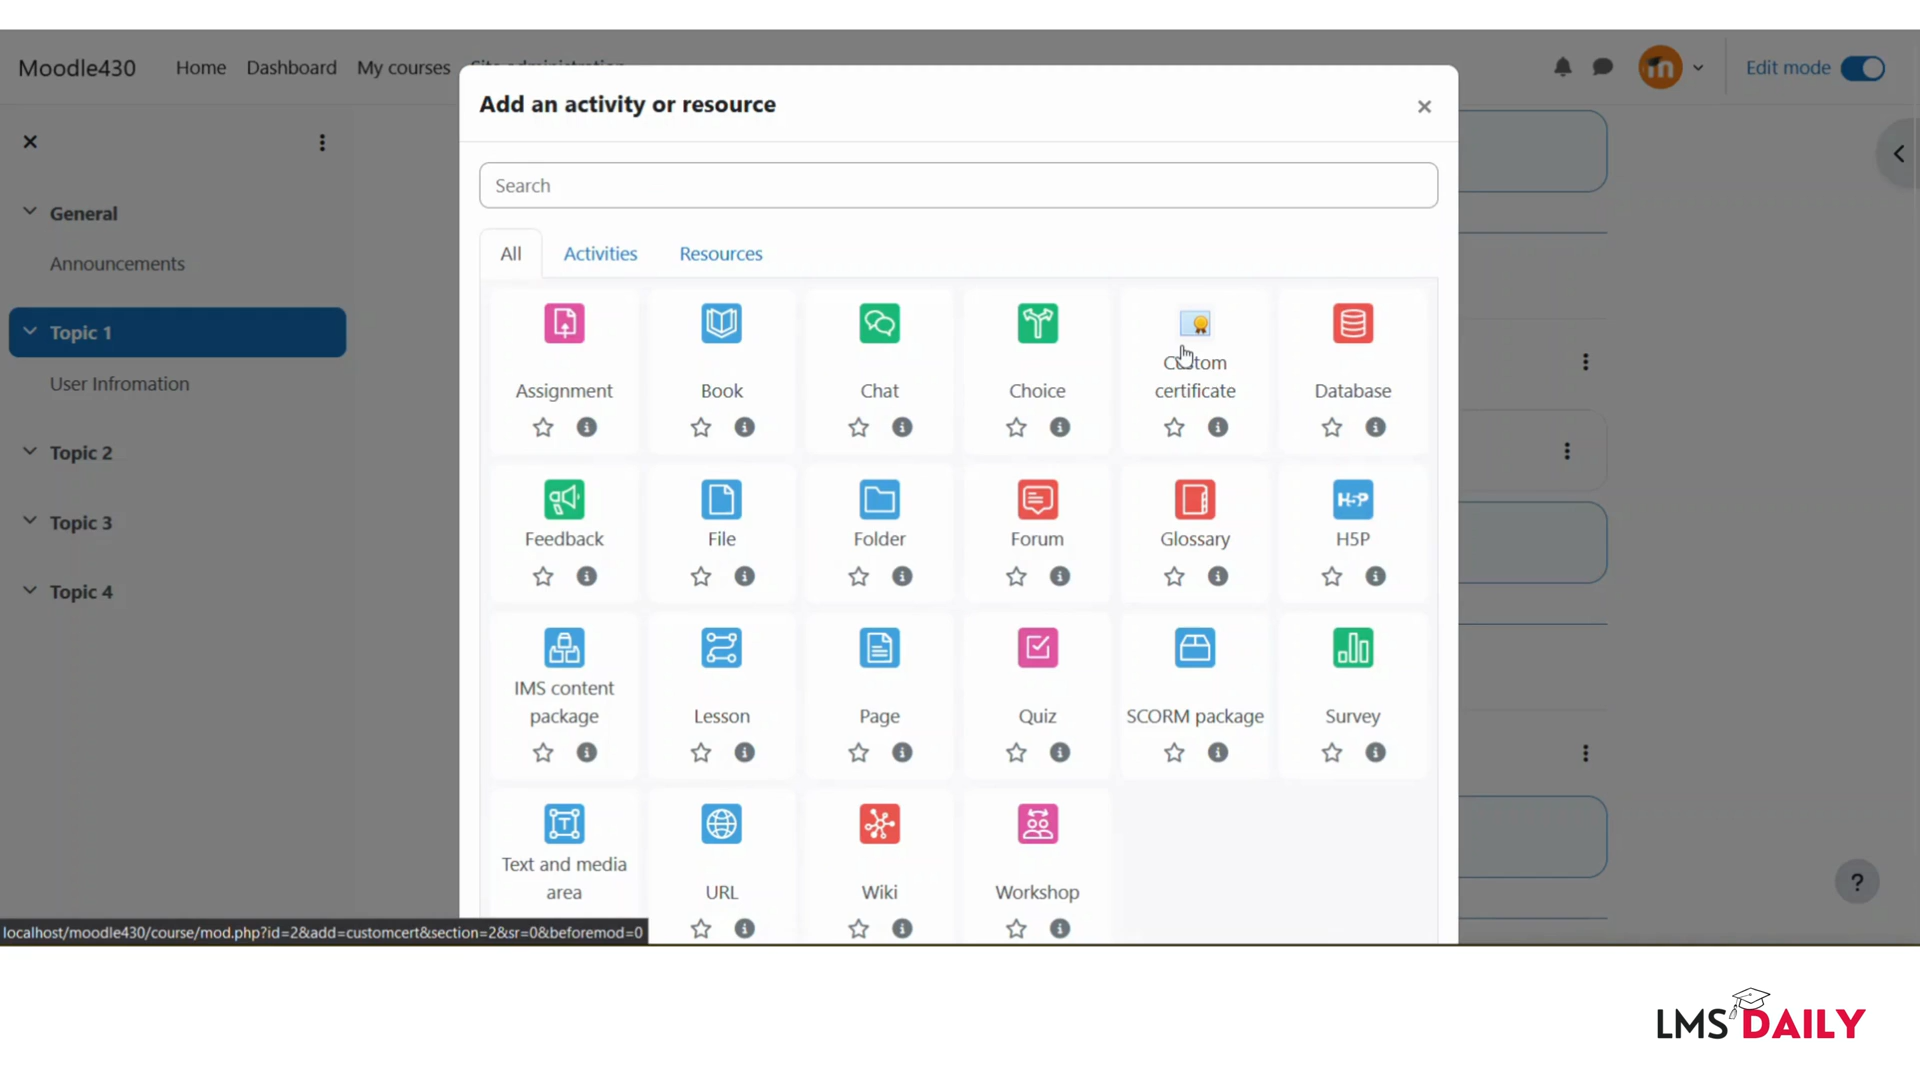 Moodle430
Home
Dashboard
My courses
Site administration
Edit mode
Add an activity or resource
Search
All
Activities
Resources
General
Announcements
Topic 1
User Infromation
Topic 2
Topic 3
Topic 4
Assignment
Book
Chat
Choice
Custom
certificate
Database
Feedback
File
Folder
Forum
Glossary
H5P
H-5P
IMS content
package
Lesson
Page
Quiz
SCORM package
Survey
Text and media
area
URL
Wiki
Workshop
localhost/moodle430/course/mod.php?id=2&add=customcert&section=2&sr=0&beforemod=0
LMS DAILY